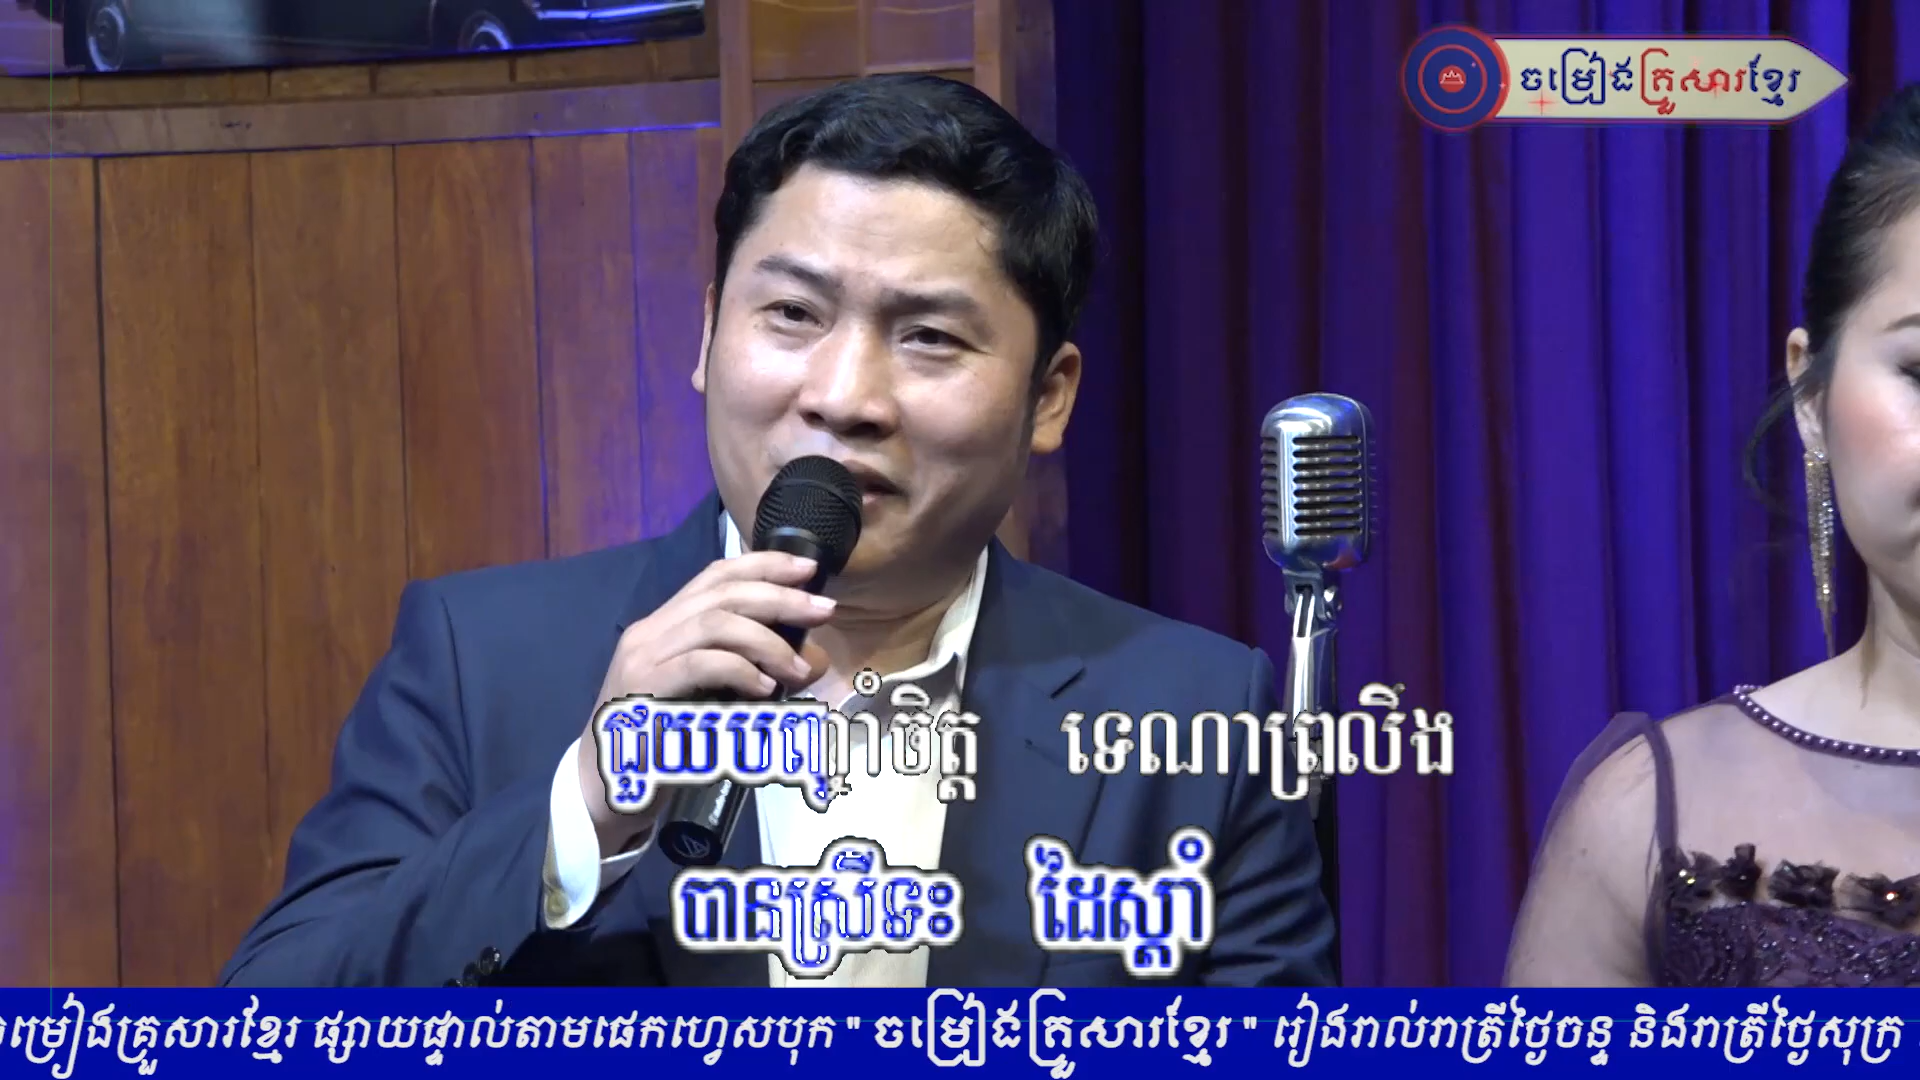 ចម្រៀងគ្រួសារខ្មែរ
ជួយបញ្ជាំចិត្ត ទេណាព្រលឹង
បានស្រីទះ ដៃស្ដាំ
ចម្រៀងគ្រួសារខ្មែរ ផ្សាយផ្ទាល់តាមផេកហ្វេសបុក " ចម្រៀងគ្រួសារខ្មែរ " រៀងរាល់រាត្រីថ្ងៃចន្ទ និងរាត្រីថ្ងៃសុក្រ